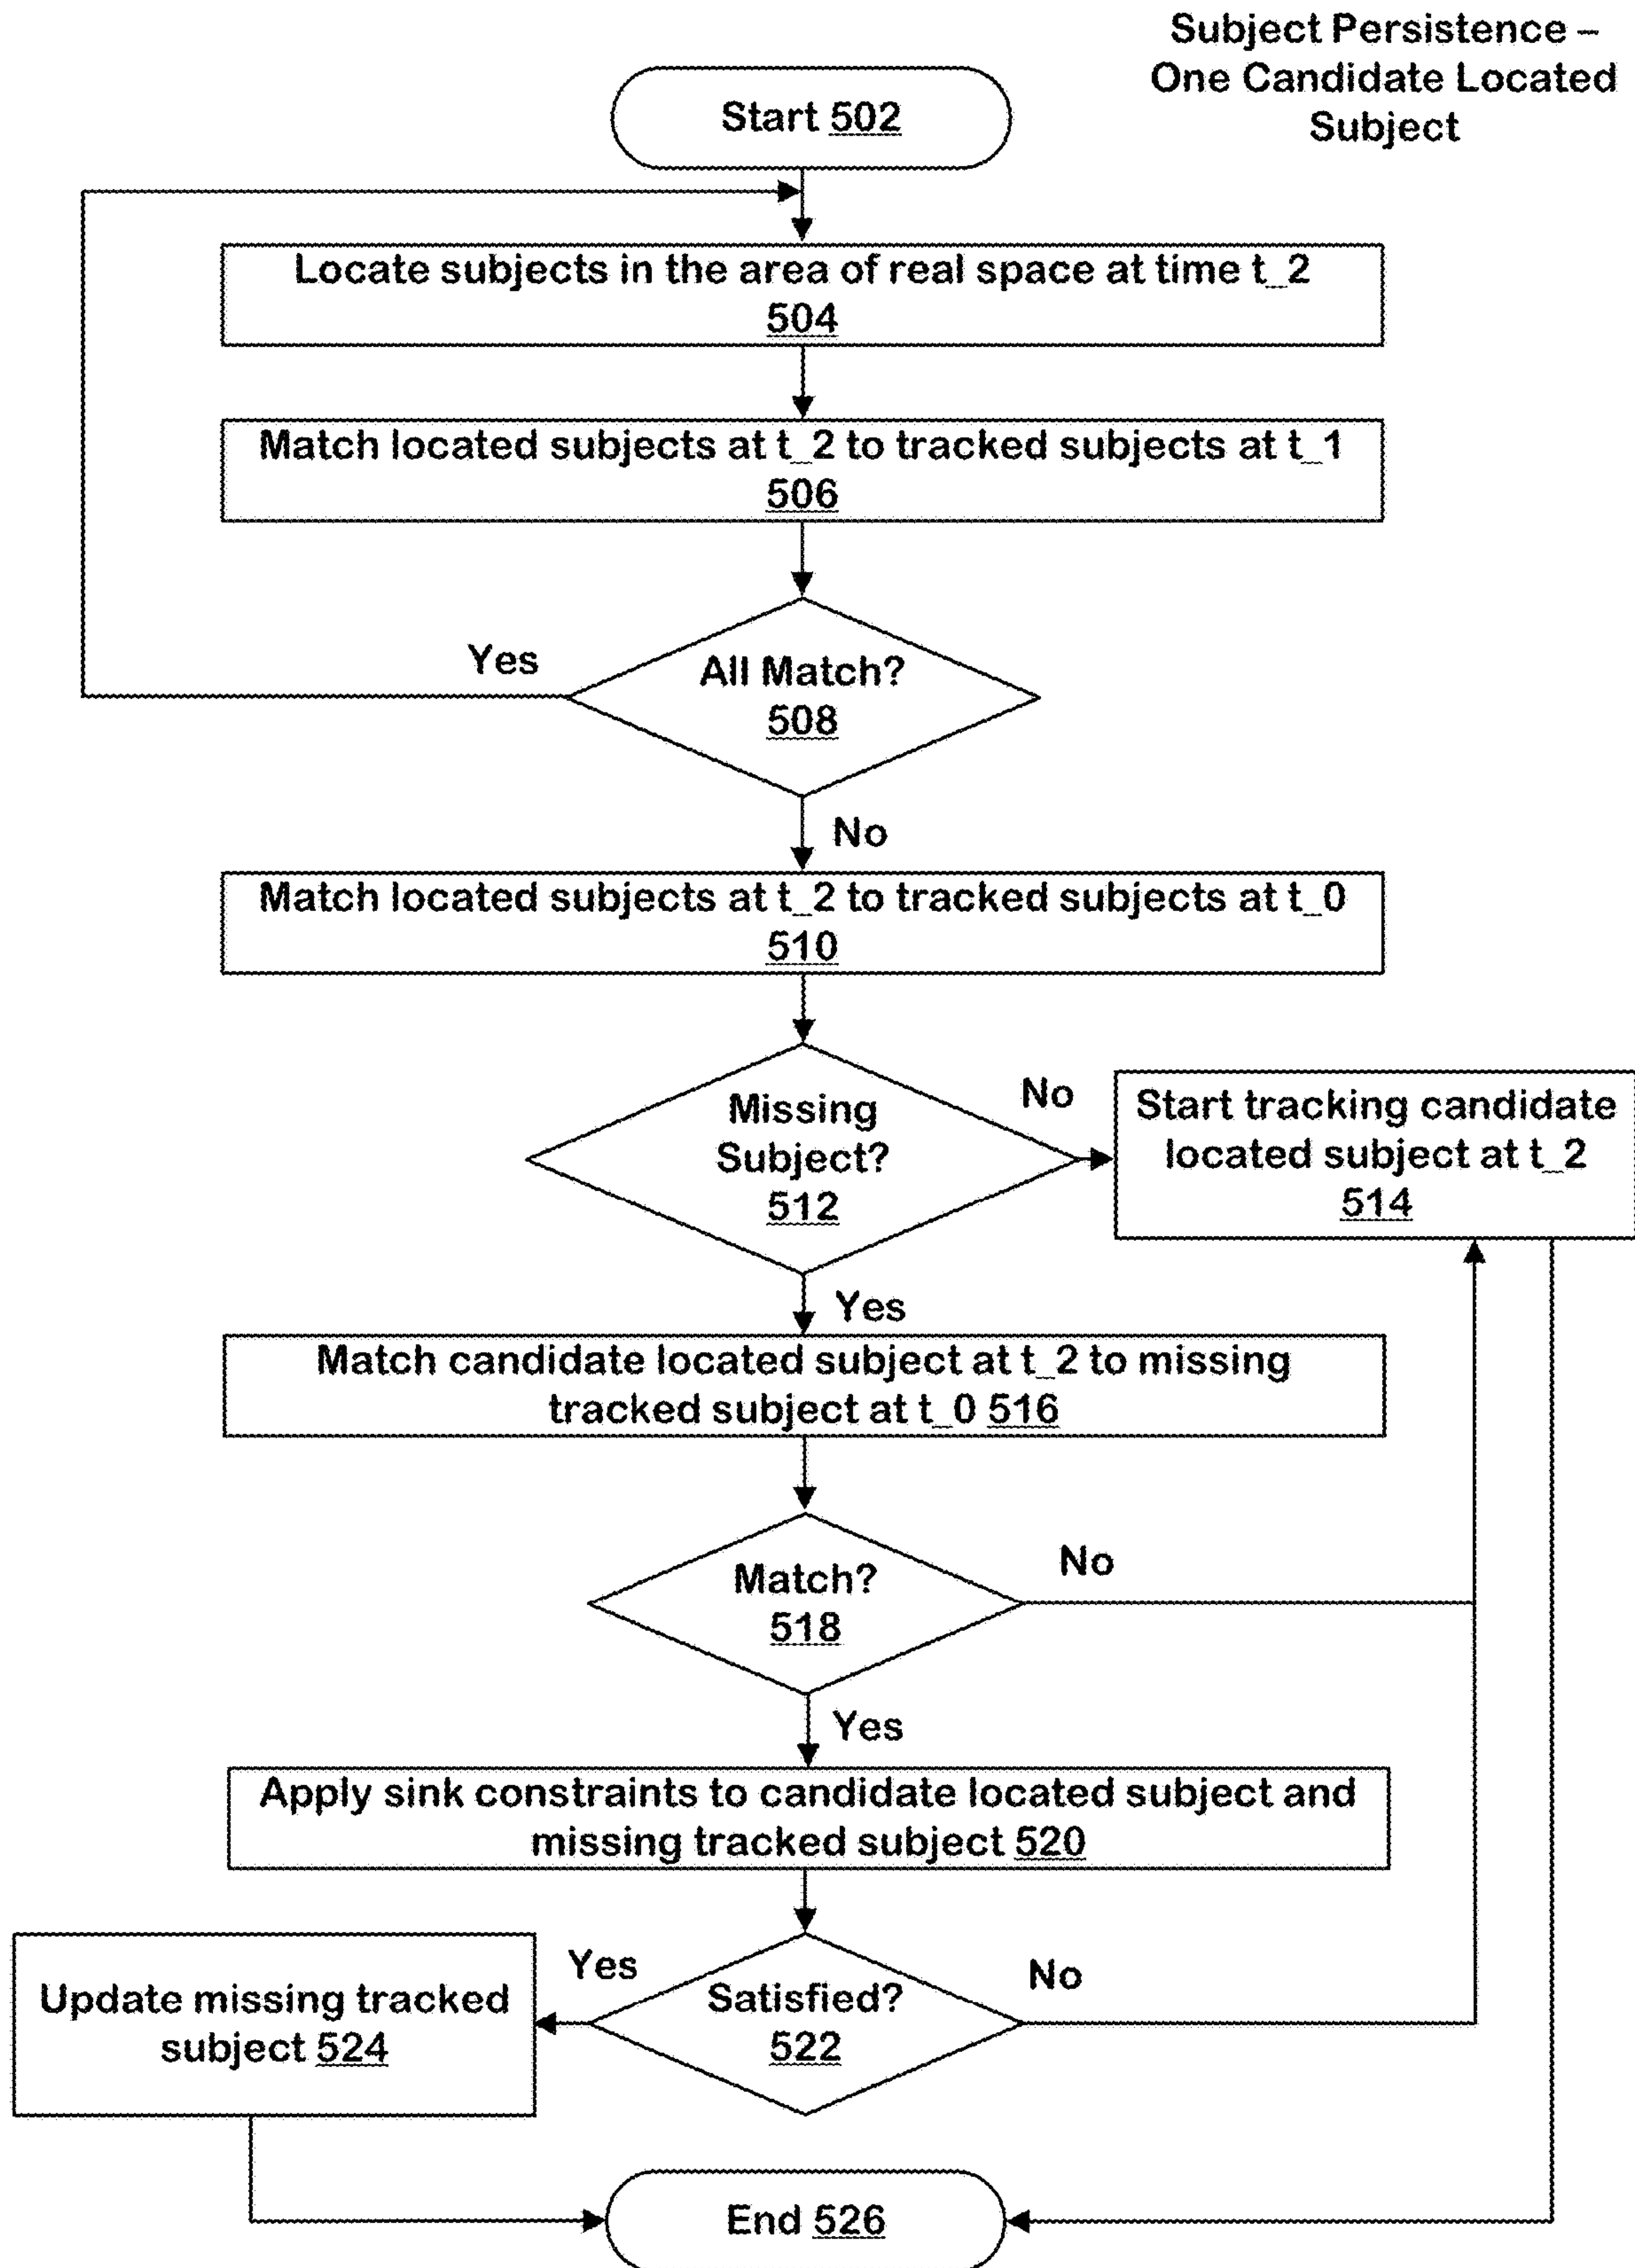 Subject Persistence –
One Candidate Located
Subject
Start 502
Locate subjects in the area of real space at time t_2
504
Match located subjects at t_2 to tracked subjects at t_1
506
Yes
All Match?
508
No
Match located subjects at t_2 to tracked subjects at t_0
510
Missing
Subject?
512
No
Start tracking candidate
located subject at t_2
514
Yes
Match candidate located subject at t_2 to missing
tracked subject at t_0 516
Match?
518
No
Yes
Apply sink constraints to candidate located subject and
missing tracked subject 520
Update missing tracked
subject 524
Yes
Satisfied?
522
No
End 526